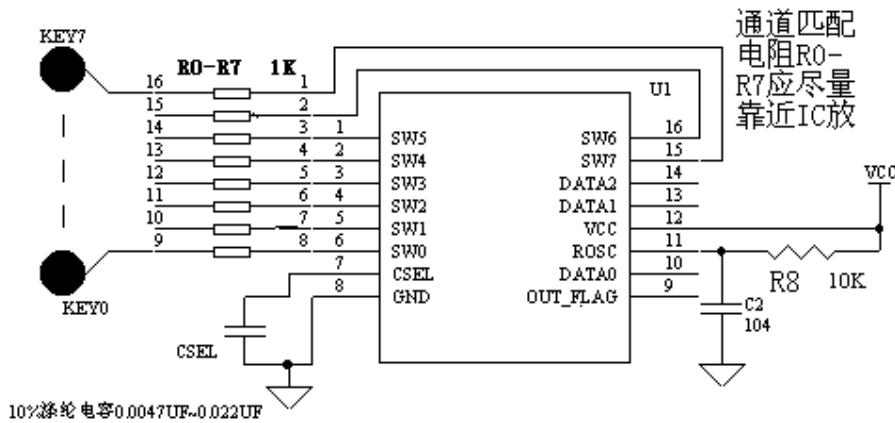 KEY7
R0-R7 1K
通道匹配
电阻R0-
R7应尽量
靠近IC放
U1
VCC
16 1
15 2
14 3 1 SW5 SW6 16
13 4 2 SW4 SW7 15
12 5 3 SW3 DATA2 14
11 6 4 SW2 DATA1 13
10 7 5 SW1 VCC 12
9 8 6 SW0 ROSC 11
7 CSEL DATA0 10
8 GND OUT_FLAG 9
R8 10K
KEY0
C2
104
CSEL
10%涤纶电容0.0047UF~0.022UF